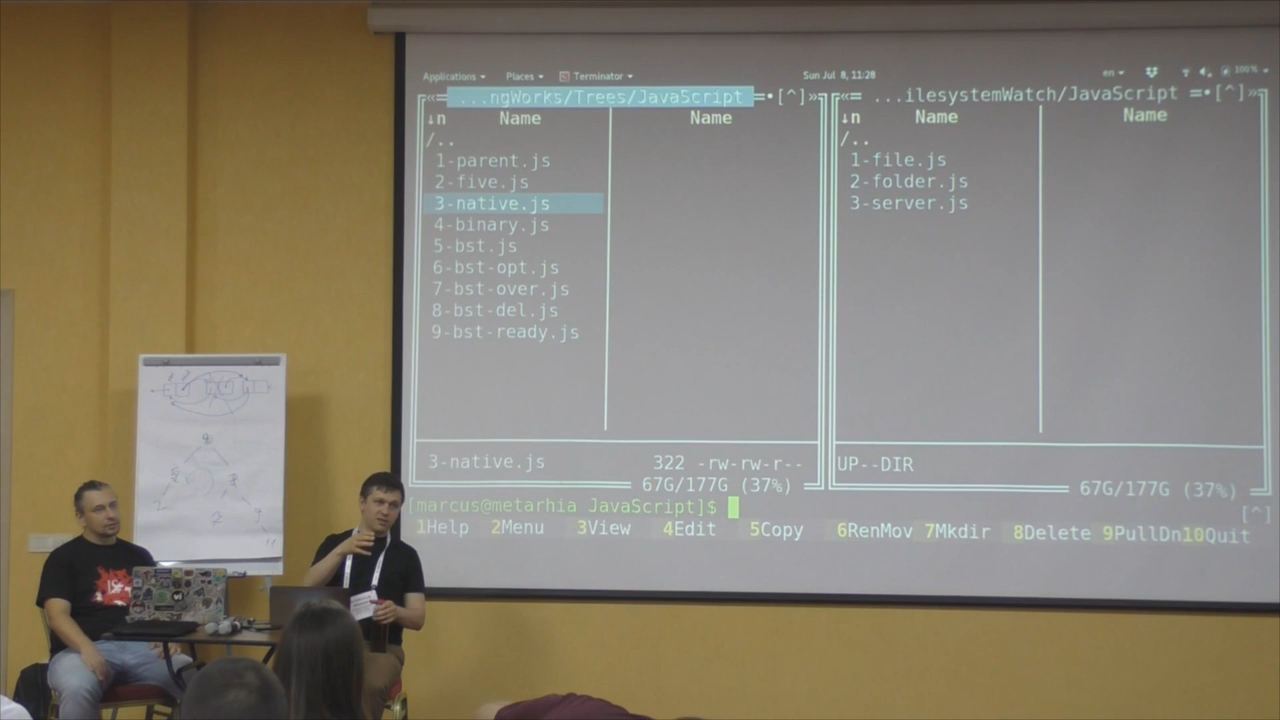 Applications Places Terminator Sun Jul 8, 11:28 en 100%
...ngWorks/Trees/JavaScript
[^]
↓n Name Name
/..
1-parent.js
2-five.js
3-native.js
4-binary.js
5-bst.js
6-bst-opt.js
7-bst-over.js
8-bst-del.js
9-bst-ready.js
3-native.js 322 -rw-rw-r--
67G/177G (37%)
...ilesystemWatch/JavaScript
[^]
↓n Name Name
/..
1-file.js
2-folder.js
3-server.js
UP--DIR
67G/177G (37%)
[marcus@metarhia JavaScript]$
[^]
1Help 2Menu 3View 4Edit 5Copy 6RenMov 7Mkdir 8Delete 9PullDn 10Quit